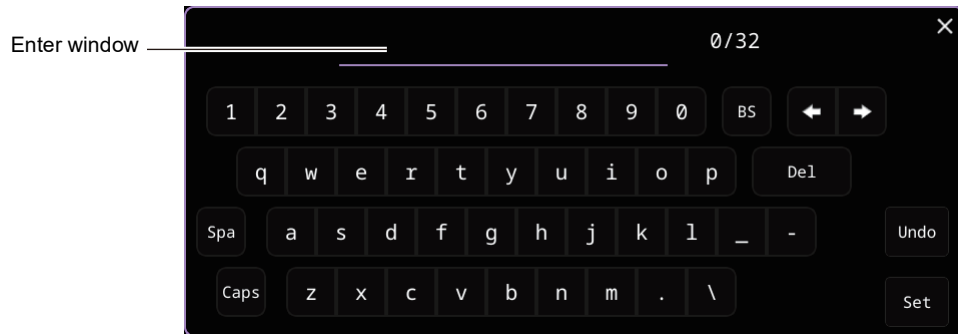 Enter window
0/32
1 2 3 4 5 6 7 8 9 0 BS
q w e r t y u i o p Del
Spa a s d f g h j k l _ - Undo
Caps z x c v b n m . \
Set